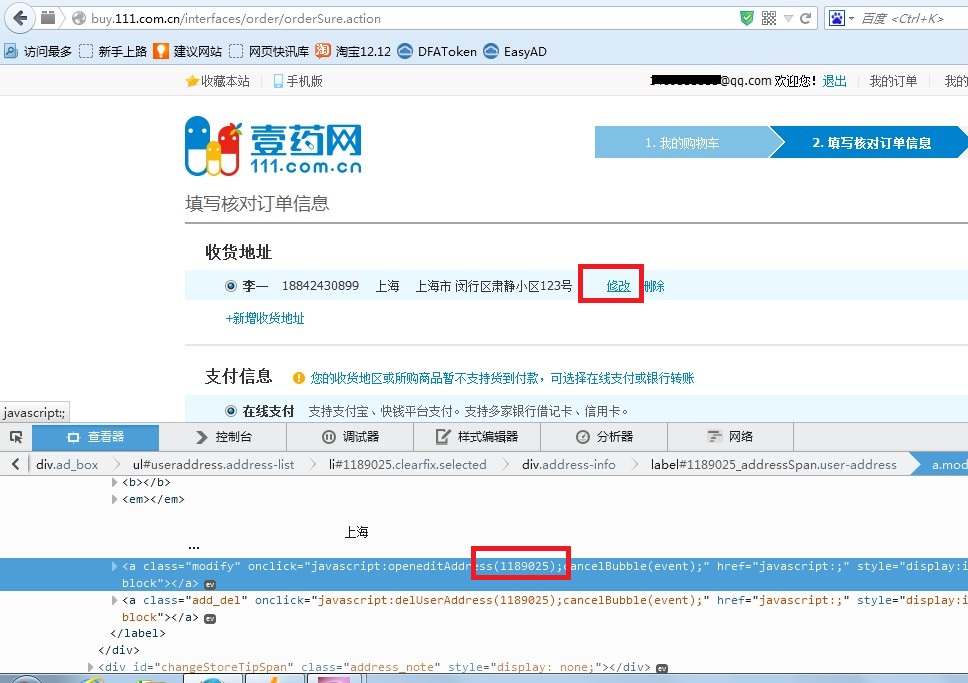 buy.111.com.cn/interfaces/order/orderSure.action
百度 <Ctrl+K>
访问最多 新手上路 建议网站 网页快讯库 淘宝12.12 DFAToken EasyAD
收藏本站 手机版 @qq.com 欢迎您! 退出 我的订单 我的
壹药网
111.com.cn
1. 我的购物车 2. 填写核对订单信息
填写核对订单信息
收货地址
李一 18842430899 上海 上海市 闵行区肃静小区123号 修改 删除
+新增收货地址
支付信息 您的收货地区或所购商品暂不支持货到付款,可选择在线支付或银行转账
在线支付 支持支付宝、快钱平台支付。支持多家银行借记卡、信用卡。
javascript:;
查看器 控制台 调试器 样式编辑器 分析器 网络
div.ad_box ul#useraddress.address-list li#1189025.clearfix.selected div.address-info label#1189025_addressSpan.user-address a.mod
<b></b>
<em></em>
上海
...
<a class="modify" onclick="javascript:openeditAddress(1189025);cancelBubble(event);" href="javascript:;" style="display:i
block"></a> ev
<a class="add_del" onclick="javascript:delUserAddress(1189025);cancelBubble(event);" href="javascript:;" style="display:i
block"></a> ev
</label>
</div>
<div id="changeStoreTipSpan" class="address_note" style="display: none;"></div> ev